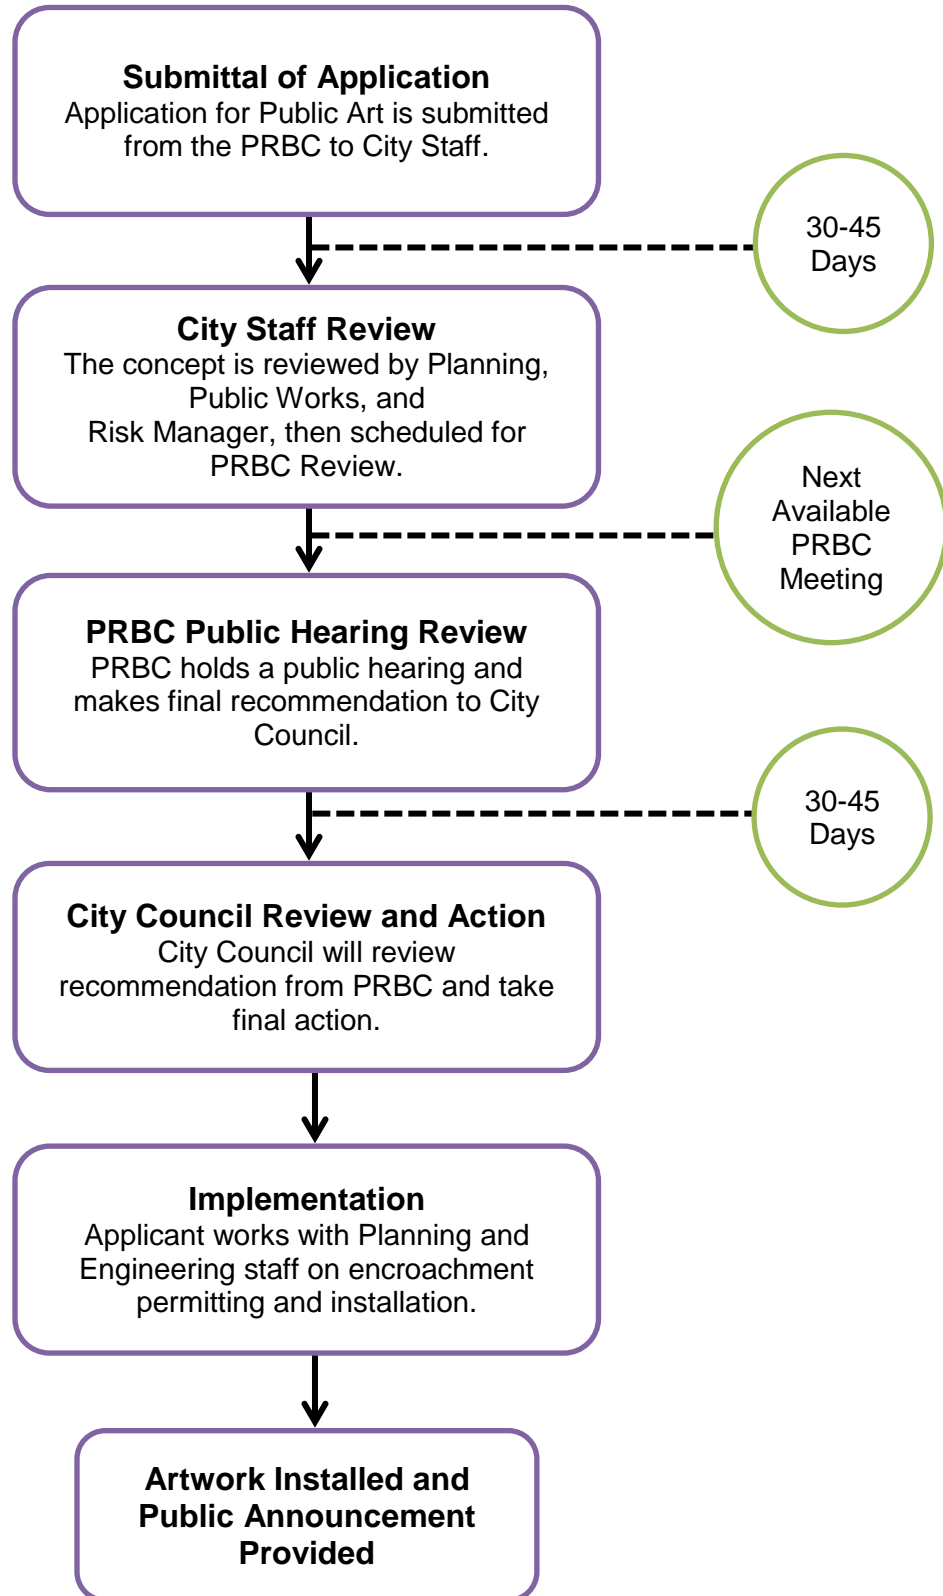 Submittal of Application
Application for Public Art is submitted
from the PRBC to City Staff.
30-45
Days
City Staff Review
The concept is reviewed by Planning,
Public Works, and
Risk Manager, then scheduled for
PRBC Review.
Next
Available
PRBC
Meeting
PRBC Public Hearing Review
PRBC holds a public hearing and
makes final recommendation to City
Council.
30-45
Days
City Council Review and Action
City Council will review
recommendation from PRBC and take
final action.
Implementation
Applicant works with Planning and
Engineering staff on encroachment
permitting and installation.
Artwork Installed and
Public Announcement
Provided